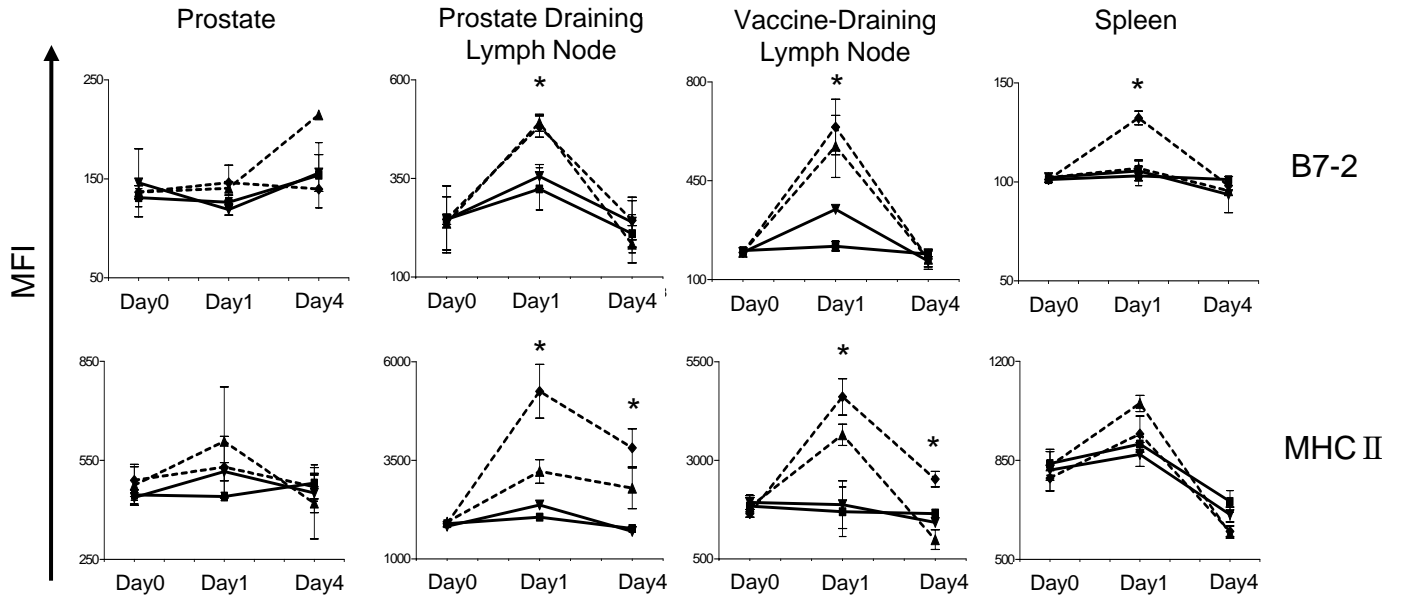 Prostate
Prostate Draining
Lymph Node
Vaccine-Draining
Lymph Node
Spleen
MFI
250
150
50
Day0 Day1 Day4
*
600
350
100
Day0 Day1 Day4
*
800
450
100
Day0 Day1 Day4
*
150
100
50
Day0 Day1 Day4
B7-2
850
550
250
Day0 Day1 Day4
*
*
6000
3500
1000
Day0 Day1 Day4
*
*
5500
3000
500
Day0 Day1 Day4
1200
850
500
Day0 Day1 Day4
MHC Ⅱ